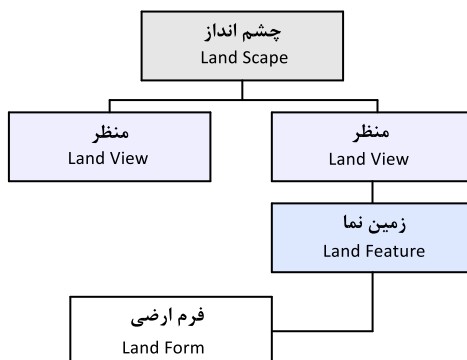 چشم انداز
Land Scape
منظر
Land View
منظر
Land View
زمین نما
Land Feature
فرم ارضی
Land Form